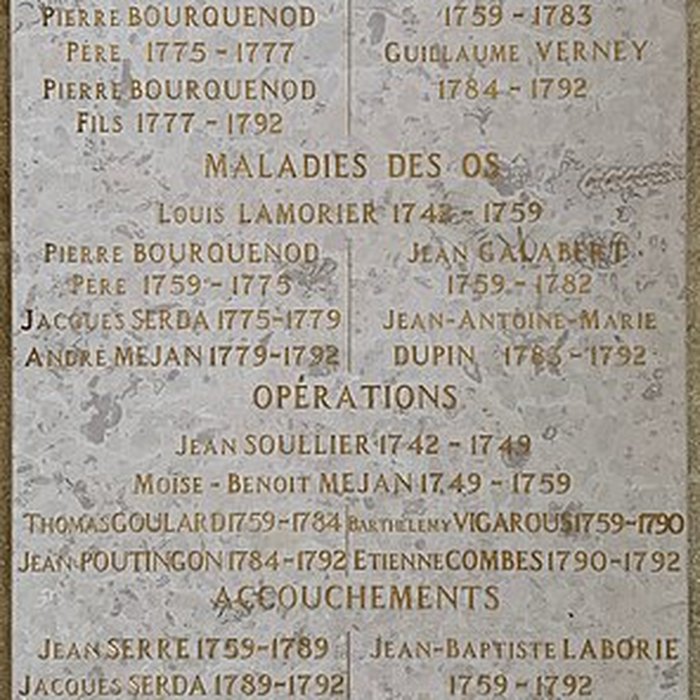 PIERRE BOURQUENOD
PÈRE 1775 - 1777
PIERRE BOURQUENOD
FILS 1777 - 1792
1759 - 1783
GUILLAUME VERNEY
1784 - 1792
MALADIES DES OS
LOUIS LAMORIER 1742 - 1759
PIERRE BOURQUENOD
PÈRE 1759 - 1775
JACQUES SERDA 1775-1779
ANDRÉ MEJAN 1779-1792
JEAN GALABERT
1759 - 1782
JEAN-ANTOINE-MARIE
DUPIN 1783 - 1792
OPÉRATIONS
JEAN SOULLIER 1742 - 1749
MOÏSE - BENOIT MEJAN 1749 - 1759
THOMAS GOULARD 1759-1784
JEAN POUTINGON 1784-1792
BARTHÉLEMY VIGAROUS 1759-1790
ETIENNE COMBES 1790-1792
ACCOUCHEMENTS
JEAN SERRE 1759-1789
JACQUES SERDA 1789-1792
JEAN-BAPTISTE LABORIE
1759 - 1792